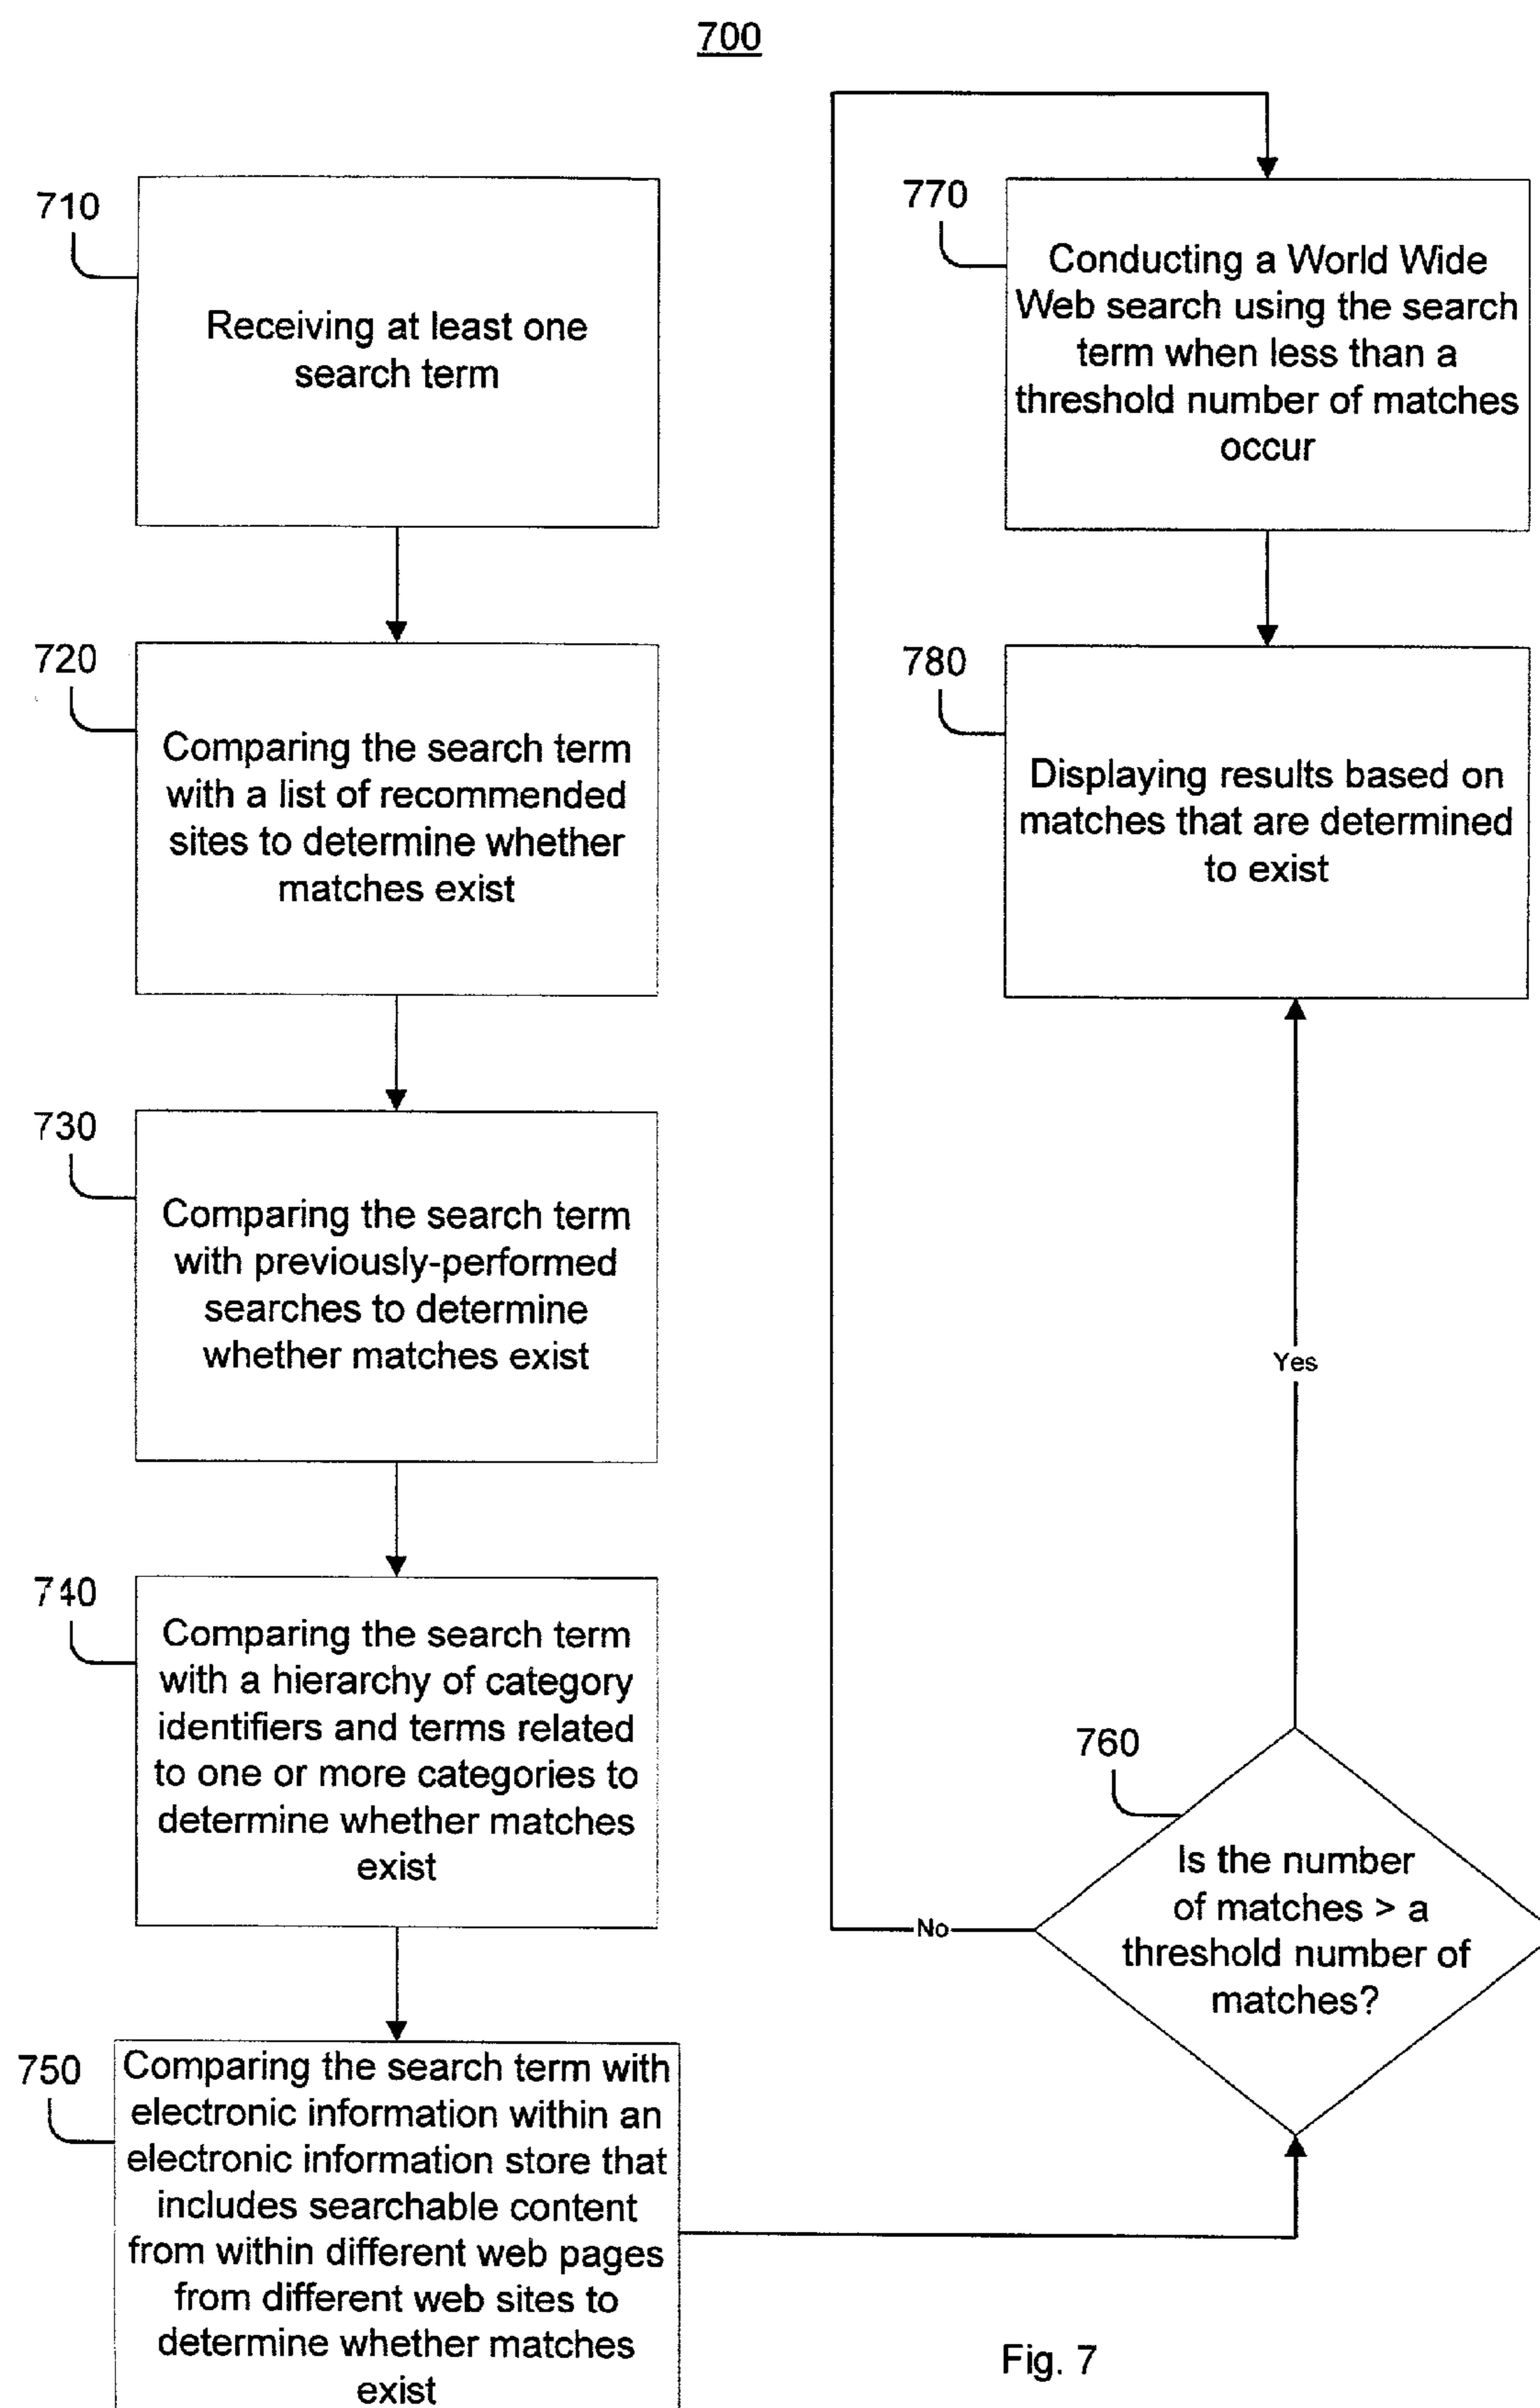 700
710
Receiving at least one
search term
720
Comparing the search term
with a list of recommended
sites to determine whether
matches exist
730
Comparing the search term
with previously-performed
searches to determine
whether matches exist
740
Comparing the search term
with a hierarchy of category
identifiers and terms related
to one or more categories to
determine whether matches
exist
750
Comparing the search term with
electronic information within an
electronic information store that
includes searchable content
from within different web pages
from different web sites to
determine whether matches
exist
760
Is the number
of matches > a
threshold number of
matches?
No
Yes
770
Conducting a World Wide
Web search using the search
term when less than a
threshold number of matches
occur
780
Displaying results based on
matches that are determined
to exist
Fig. 7